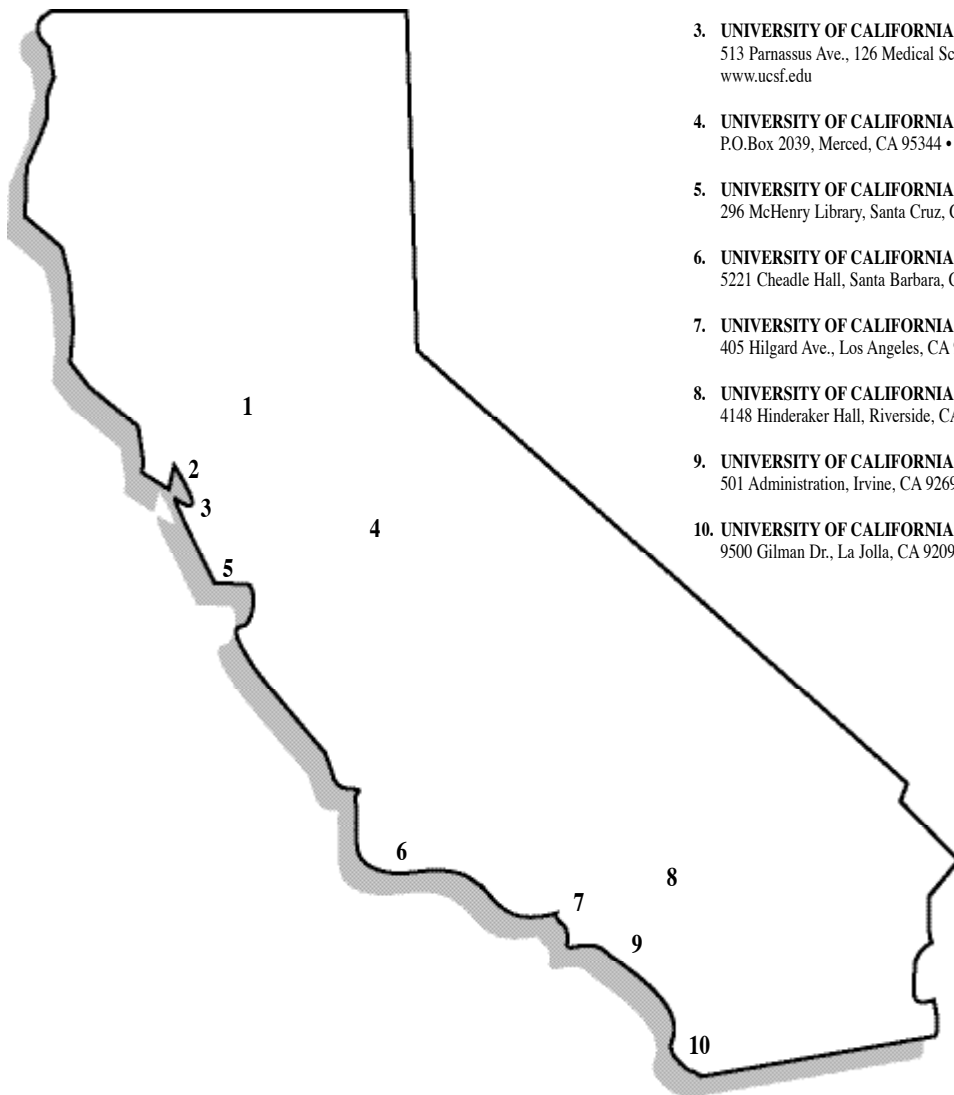 3. UNIVERSITY OF CALIFORNIA
513 Parnassus Ave., 126 Medical Sc
www.ucsf.edu
4. UNIVERSITY OF CALIFORNIA
P.O.Box 2039, Merced, CA 95344 •
5. UNIVERSITY OF CALIFORNIA
296 McHenry Library, Santa Cruz,
6. UNIVERSITY OF CALIFORNIA
5221 Cheadle Hall, Santa Barbara,
7. UNIVERSITY OF CALIFORNIA
405 Hilgard Ave., Los Angeles, CA
8. UNIVERSITY OF CALIFORNIA
4148 Hinderaker Hall, Riverside, CA
9. UNIVERSITY OF CALIFORNIA
501 Administration, Irvine, CA 9269
10. UNIVERSITY OF CALIFORNIA
9500 Gilman Dr., La Jolla, CA 9209
1
2
3
4
5
6
7
8
9
10